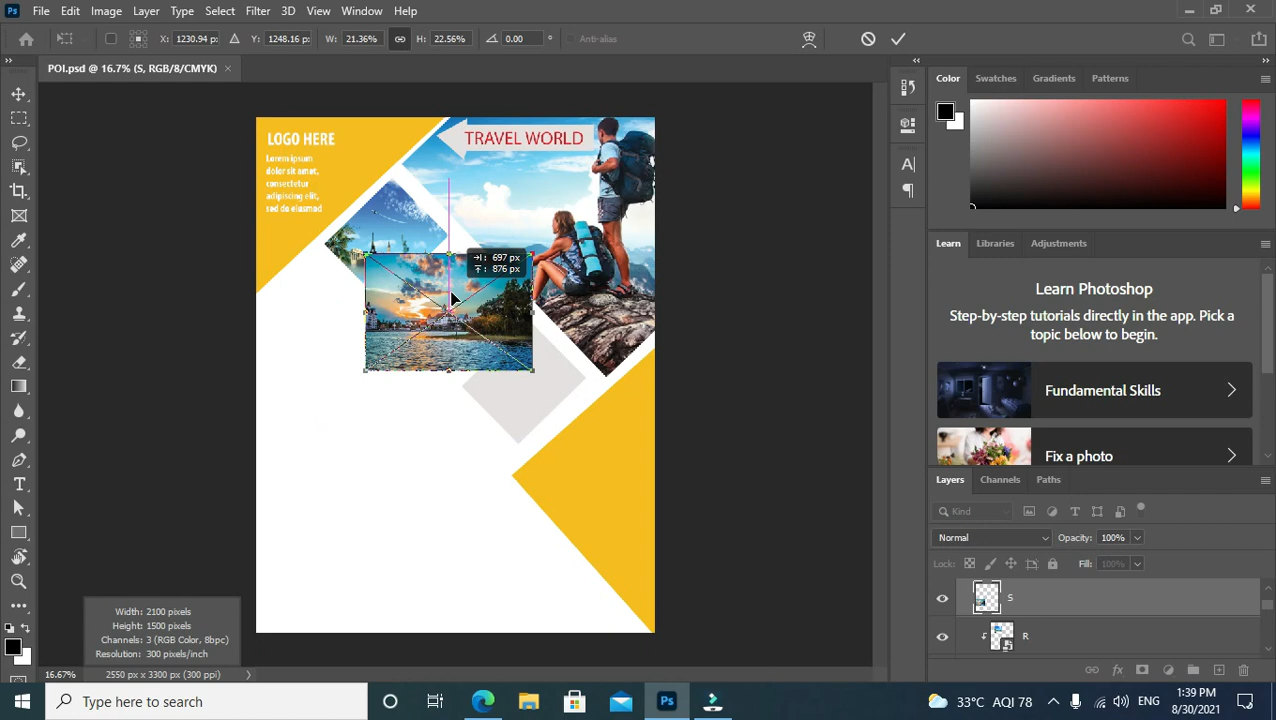 Ps File Edit Image Layer Type Select Filter 3D View Window Help
X: 1230.94 px Y: 1248.16 px W: 21.36% H: 22.56% 0.00 ° Anti-alias
POI.psd @ 16.7% (S, RGB/8/CMYK) ×
LOGO HERE
Lorem ipsum
dolor sit amet,
consectetur
adipiscing elit,
sed do eiusmod
TRAVEL WORLD
697 px
876 px
Color Swatches Gradients Patterns
Learn Libraries Adjustments
Learn Photoshop
Step-by-step tutorials directly in the app. Pick a
topic below to begin.
Fundamental Skills
Fix a photo
Layers Channels Paths
Kind
Normal Opacity: 100%
Lock: Fill: 100%
S
R
Width: 2100 pixels
Height: 1500 pixels
Channels: 3 (RGB Color, 8bpc)
Resolution: 300 pixels/inch
16.67% 2550 px x 3300 px (300 ppi)
Type here to search
Ps
33°C AQI 78 ENG
1:39 PM
8/30/2021